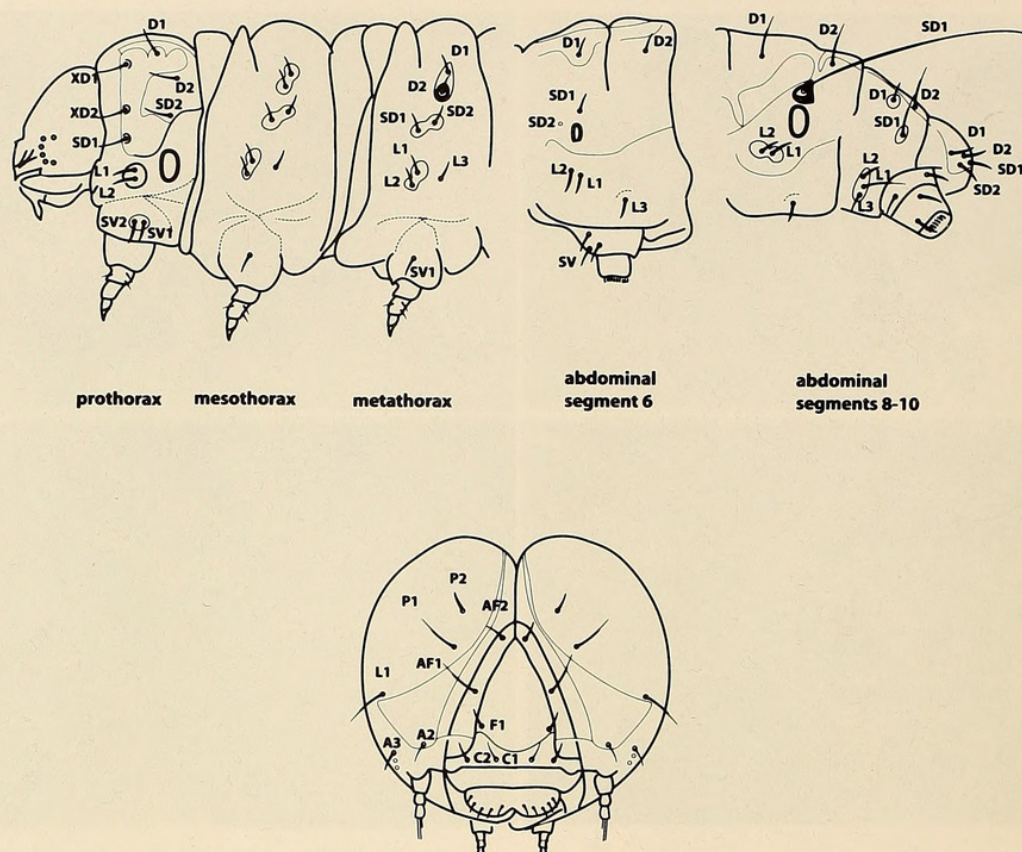 D1
XD1
D2
XD2
SD2
SD1
L1
L2
SV2
SV1
D1
D2
SD1
SD2
L1
L3
L2
SV1
D1
D2
SD1
SD2
L2
L1
L3
SV
D1
D2
SD1
L2
L1
D1
D2
SD1
L2
L1
L3
D1
D2
SD1
SD2
prothorax
mesothorax
metathorax
abdominal
segment 6
abdominal
segments 8-10
P2
P1
AF2
AF1
L1
F1
A2
A3
C2
C1